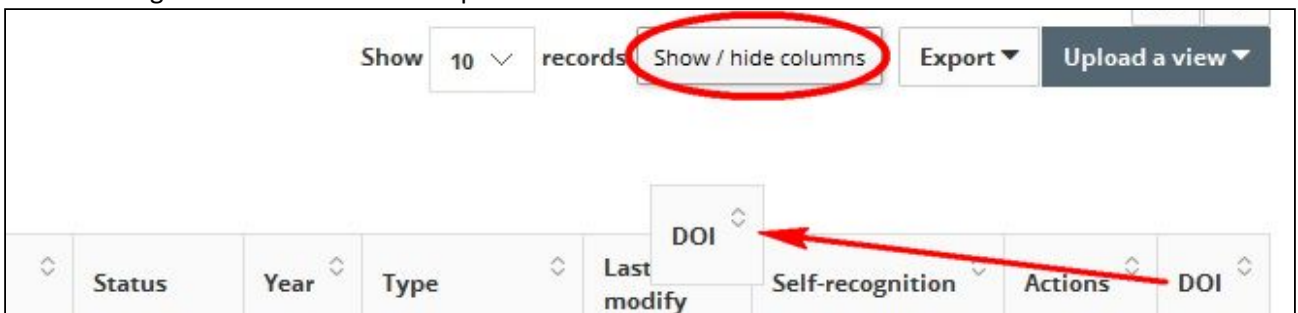 Show 10 records Show / hide columns Export Upload a view
DOI
Status Year Type Last Self-recognition Actions DOI
modify